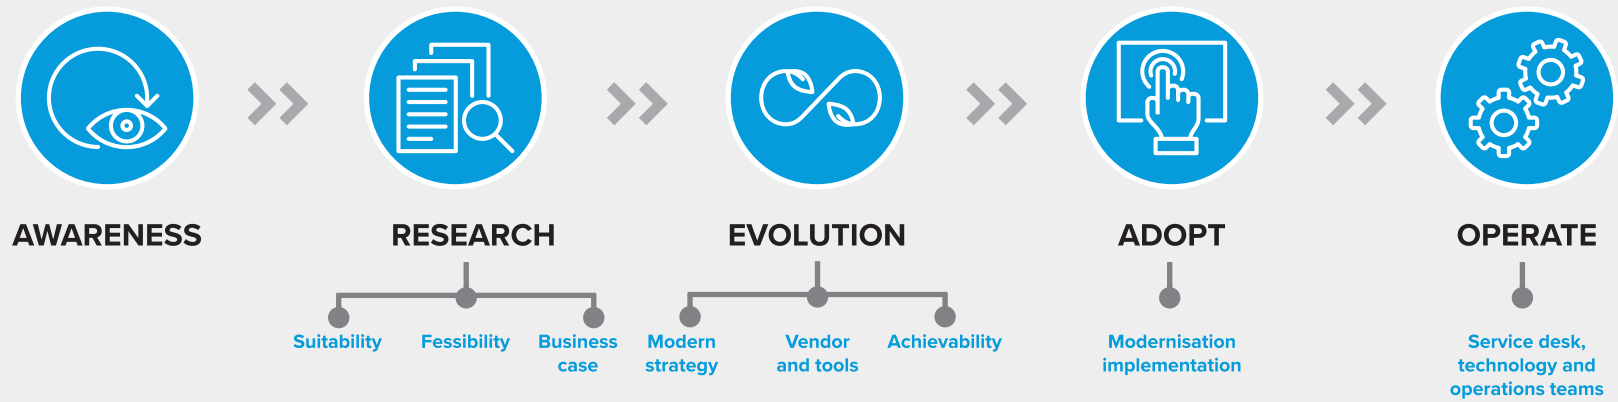 AWARENESS
RESEARCH
EVOLUTION
ADOPT
OPERATE
Suitability
Fessibility
Business
case
Modern
strategy
Vendor
and tools
Achievability
Modernisation
implementation
Service desk,
technology and
operations teams